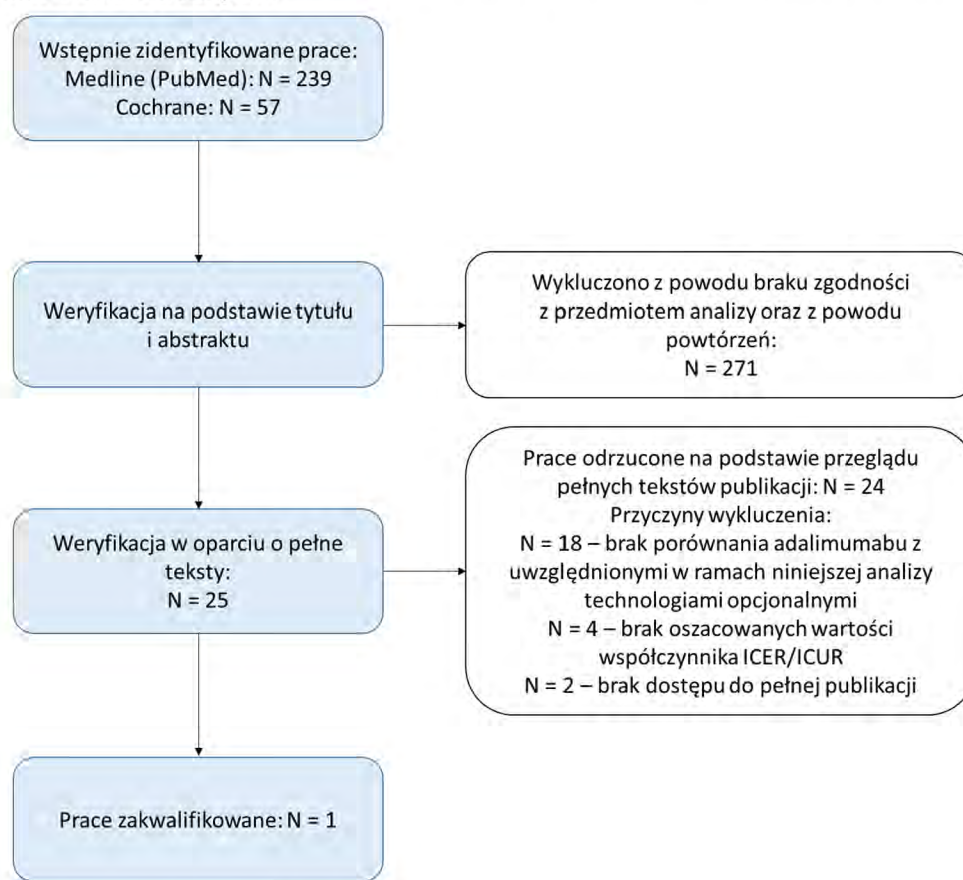 Wstępnie zidentyfikowane prace:
Medline (PubMed): N = 239
Cochrane: N = 57
Weryfikacja na podstawie tytułu
i abstraktu
Wykluczono z powodu braku zgodności
z przedmiotem analizy oraz z powodu
powtórzeń:
N = 271
Weryfikacja w oparciu o pełne
teksty:
N = 25
Prace odrzucone na podstawie przeglądu
pełnych tekstów publikacji: N = 24
Przyczyny wykluczenia:
N = 18 – brak porównania adalimumabu z
uwzględnionymi w ramach niniejszej analizy
technologiami opcjonalnymi
N = 4 – brak oszacowanych wartości
współczynnika ICER/ICUR
N = 2 – brak dostępu do pełnej publikacji
Prace zakwalifikowane: N = 1